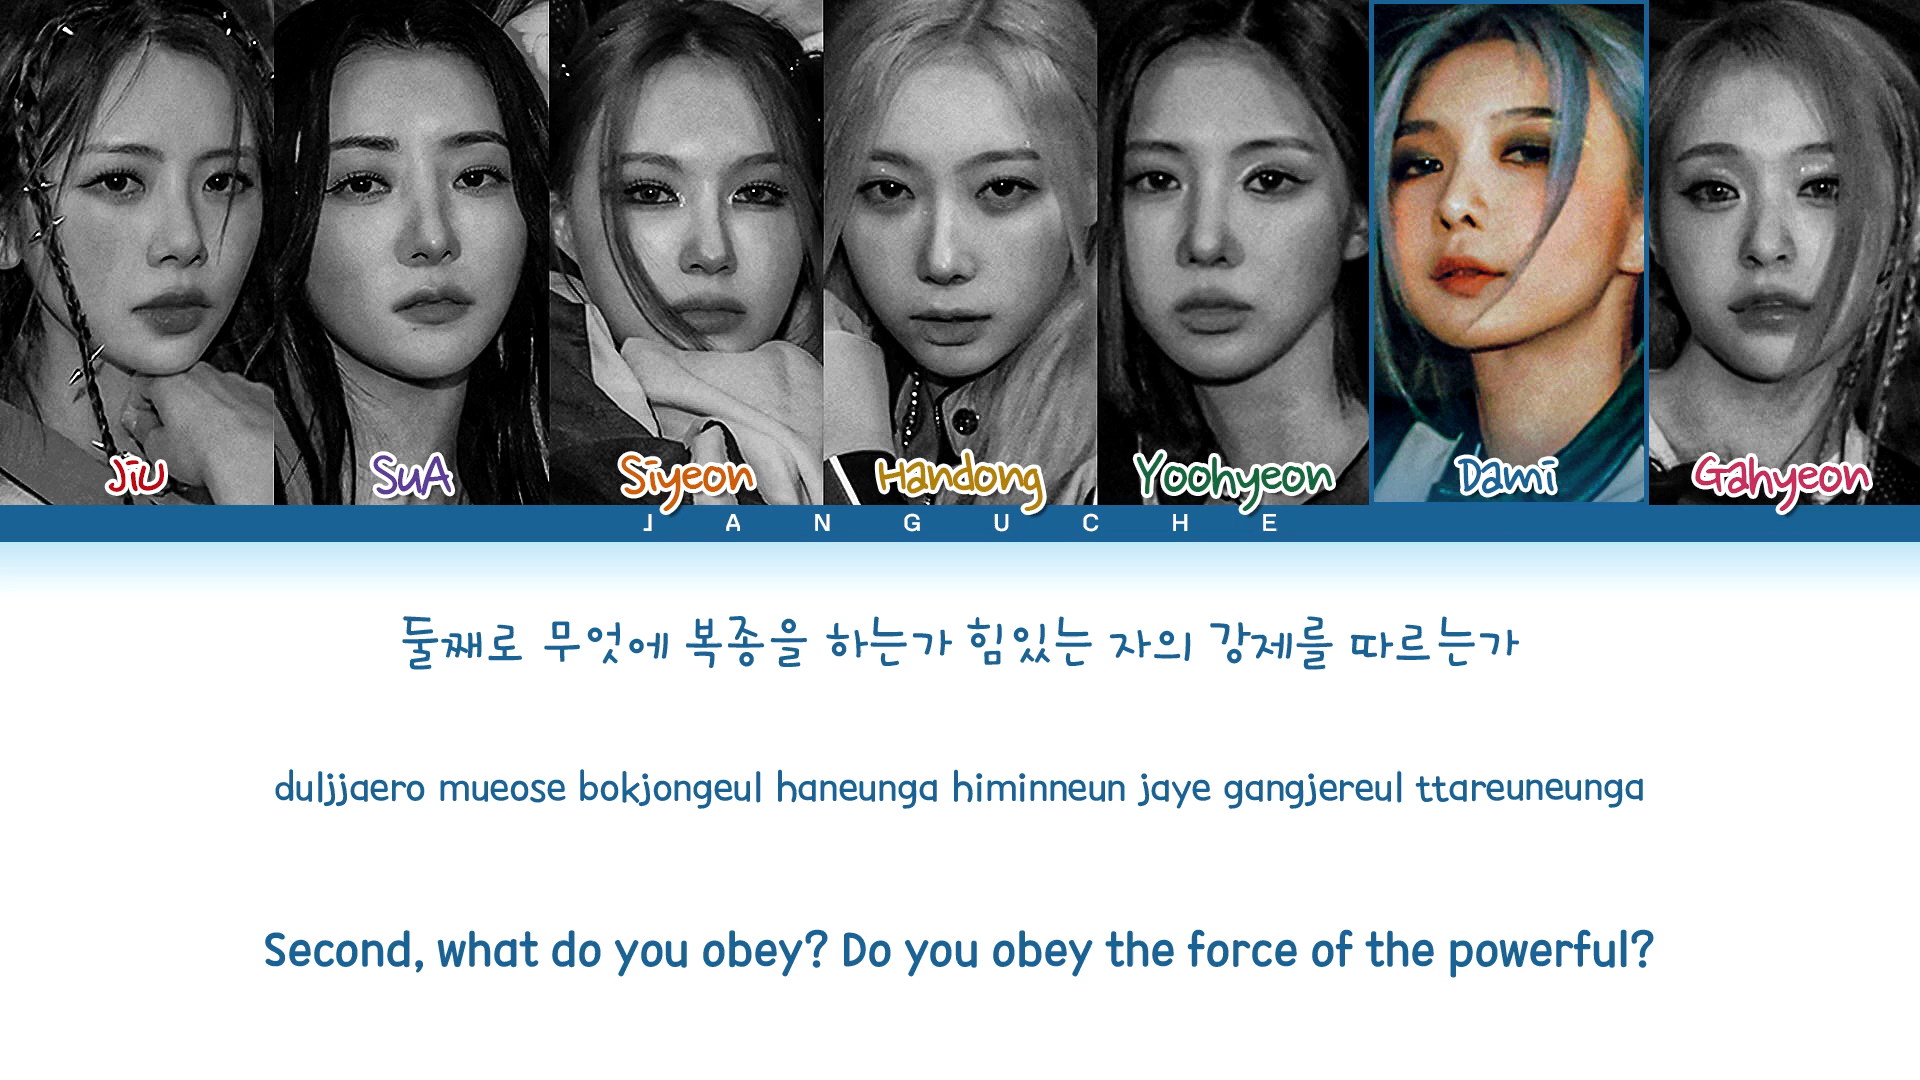 JiU SuA Siyeon Handong Yoohyeon Dami Gahyeon
JANGUCHE
둘째로 무엇에 복종을 하는가 힘있는 자의 강제를 따르는가
duljjaero mueose bokjongeul haneunga himinneun jaye gangjereul ttareuneunga
Second, what do you obey? Do you obey the force of the powerful?